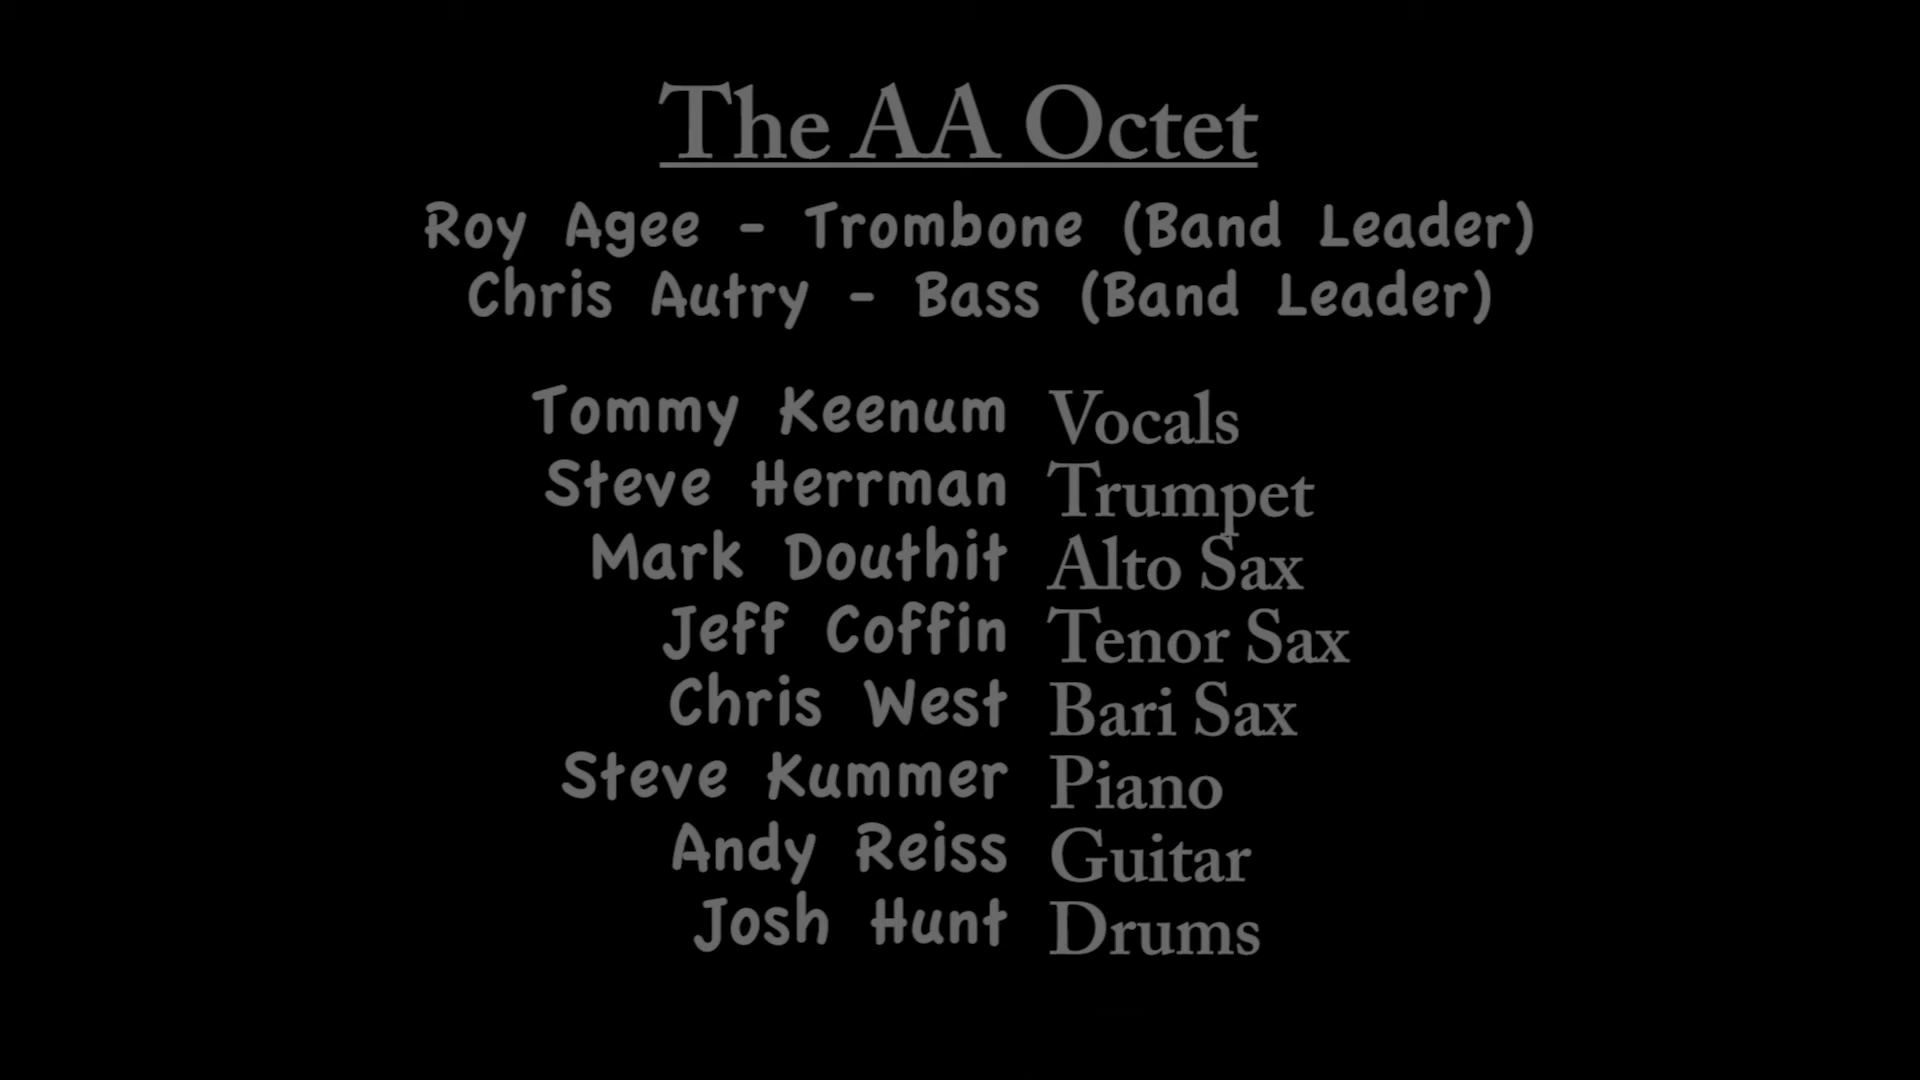 The AA Octet
Roy Agee - Trombone (Band Leader)
Chris Autry - Bass (Band Leader)
Tommy Keenum Vocals
Steve Herrman Trumpet
Mark Douthit Alto Sax
Jeff Coffin Tenor Sax
Chris West Bari Sax
Steve Kummer Piano
Andy Reiss Guitar
Josh Hunt Drums